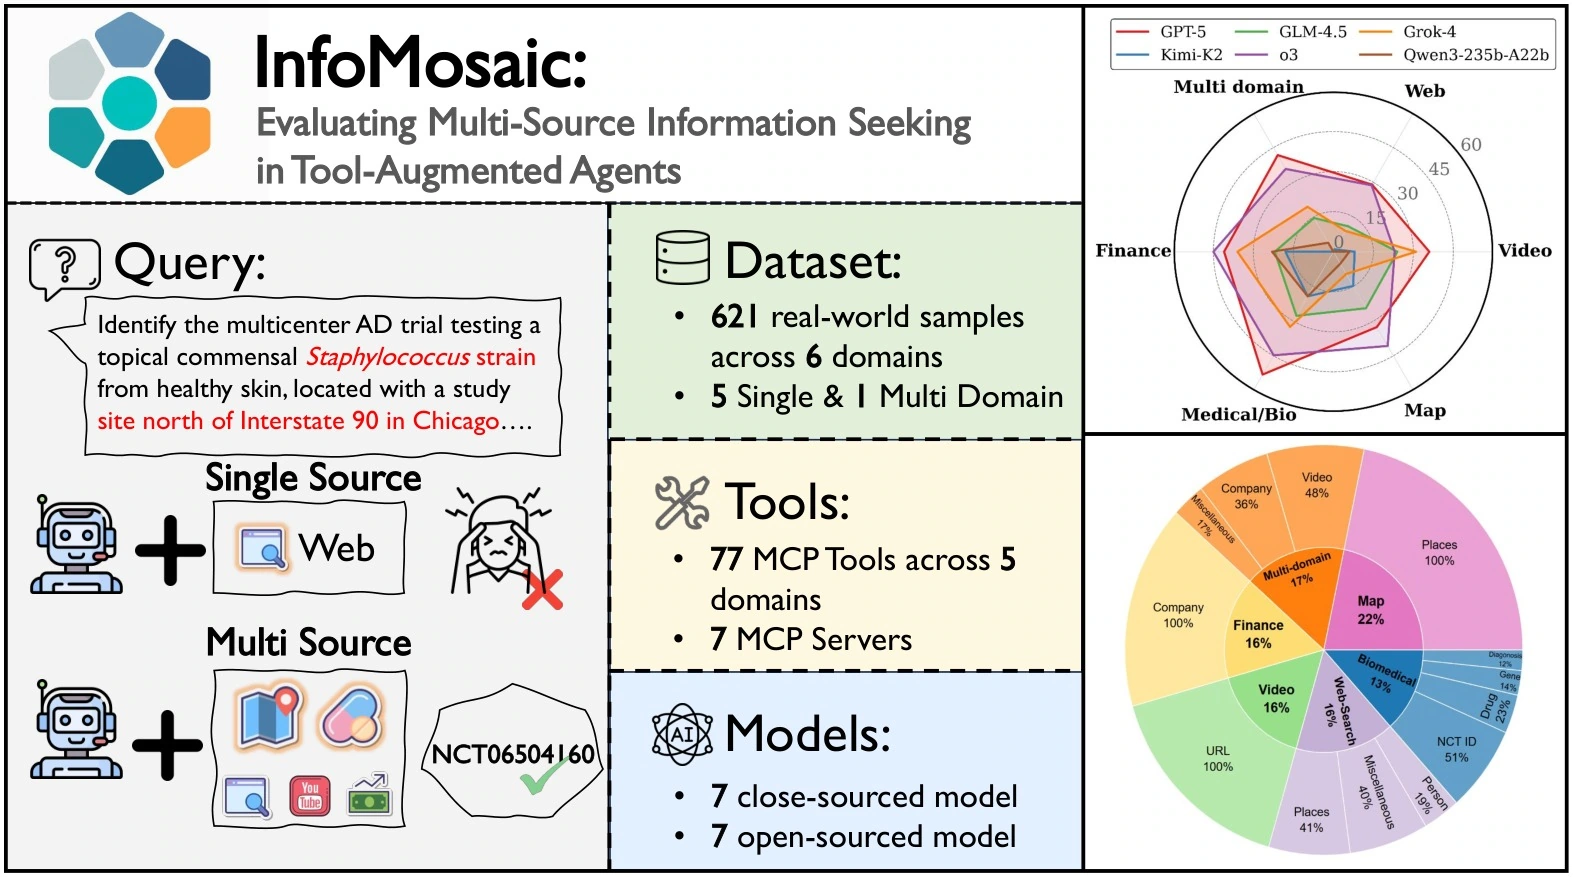 InfoMosaic:
Evaluating Multi-Source Information Seeking
in Tool-Augmented Agents
?
Query:
Identify the multicenter AD trial testing a
topical commensal Staphylococcus strain
from healthy skin, located with a study
site north of Interstate 90 in Chicago....
Single Source
Web
Multi Source
You
Tube
NCT06504160
Dataset:
• 621 real-world samples
across 6 domains
• 5 Single & 1 Multi Domain
Tools:
• 77 MCP Tools across 5
domains
• 7 MCP Servers
AI
Models:
• 7 close-sourced model
• 7 open-sourced model
GPT-5
GLM-4.5
Grok-4
Kimi-K2
o3
Qwen3-235b-A22b
Multi domain
Web
60
45
30
15
0
Finance
Video
Medical/Bio
Map
Video
48%
Company
36%
Miscellaneous
17%
Places
100%
Multi-domain
17%
Map
22%
Company
100%
Finance
16%
Biomedical
13%
Diagonosis
12%
Gene
14%
Drug
23%
NCT ID
51%
Video
16%
Web-Search
16%
URL
100%
Places
41%
Miscellaneous
40%
Person
19%